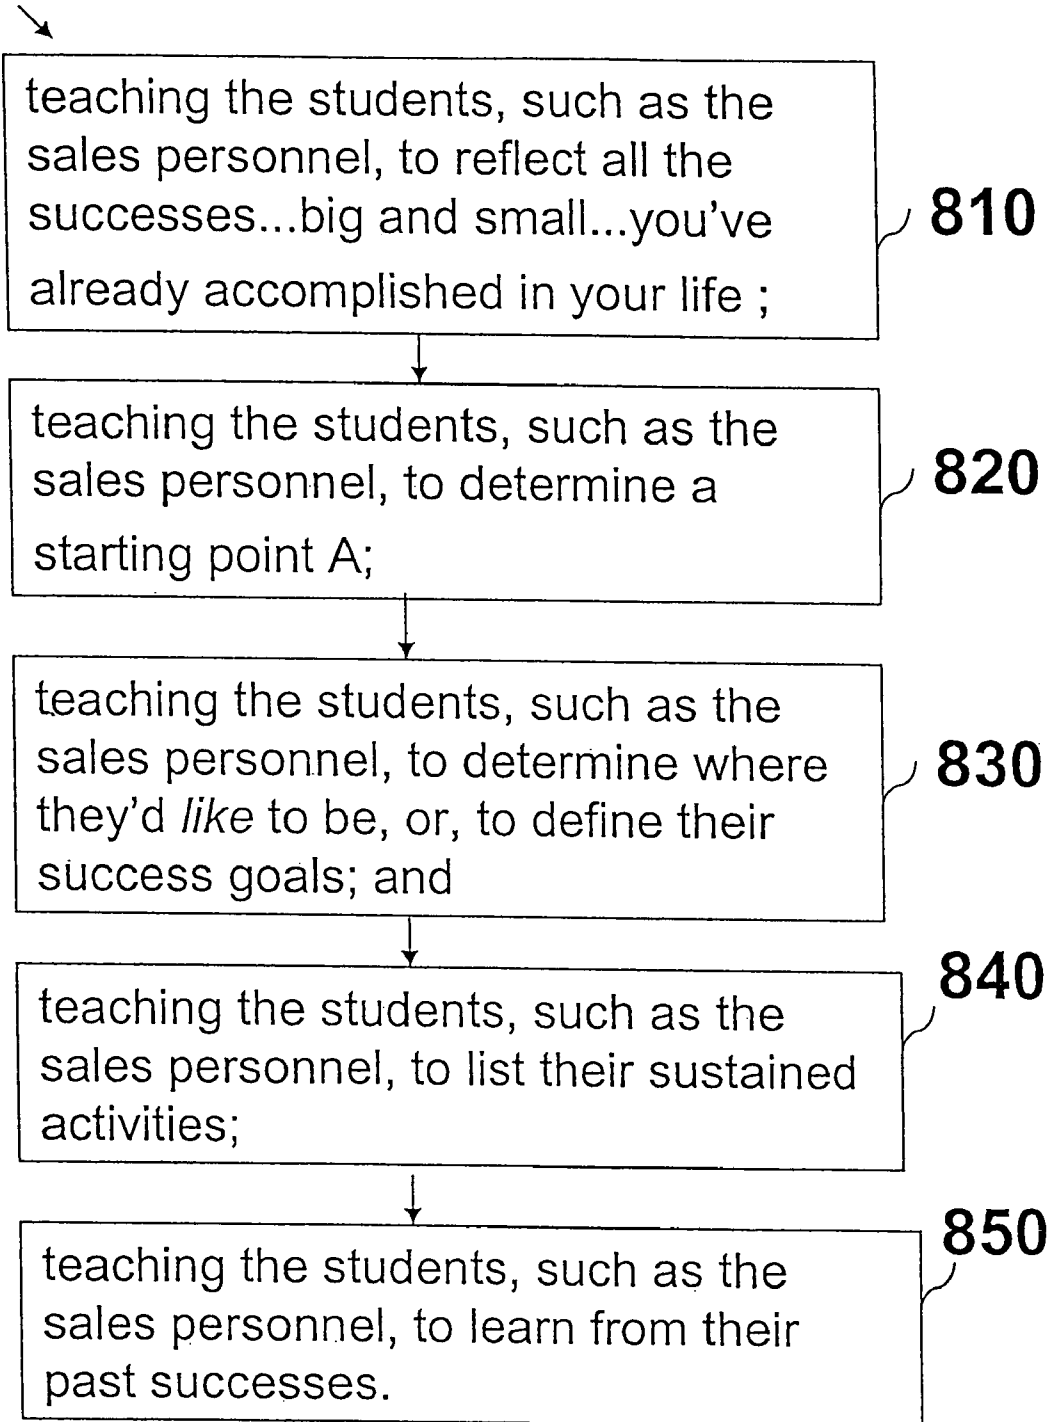 teaching the students, such as the
sales personnel, to reflect all the
successes...big and small...you've
already accomplished in your life ;
810
teaching the students, such as the
sales personnel, to determine a
starting point A;
820
teaching the students, such as the
sales personnel, to determine where
they'd like to be, or, to define their
success goals; and
830
teaching the students, such as the
sales personnel, to list their sustained
activities;
840
teaching the students, such as the
sales personnel, to learn from their
past successes.
850